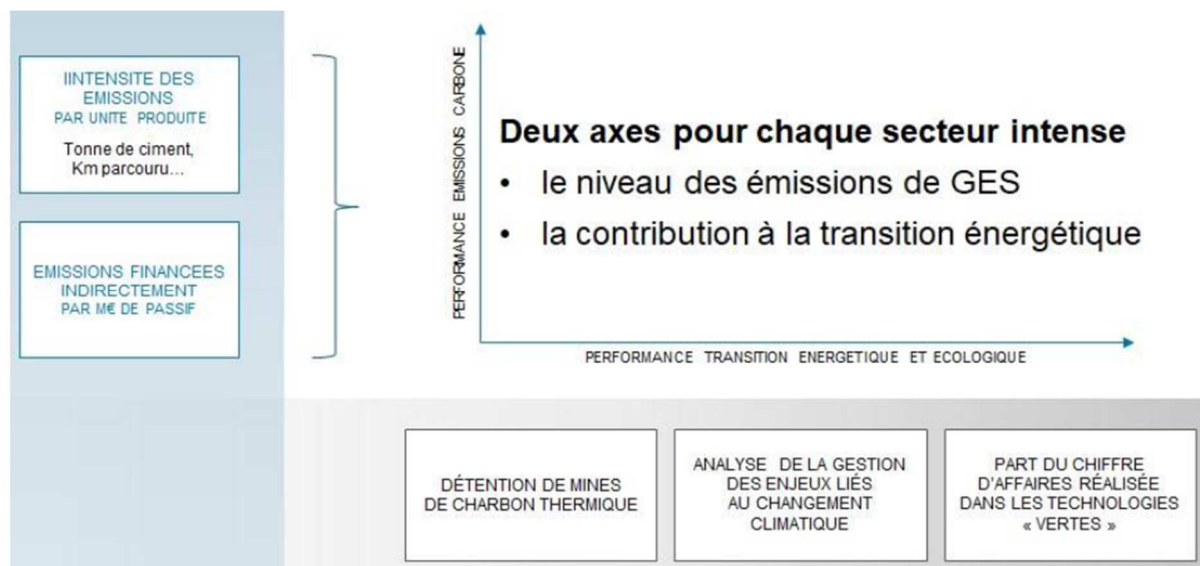 IINTENSITE DES
EMISSIONS
PAR UNITE PRODUITE
Tonne de ciment,
Km parcouru...
EMISSIONS FINANCEES
INDIRECTEMENT
PAR M€ DE PASSIF
PERFORMANCE EMISSIONS CARBONE
Deux axes pour chaque secteur intense
• le niveau des émissions de GES
• la contribution à la transition énergétique
PERFORMANCE TRANSITION ENERGETIQUE ET ECOLOGIQUE
DÉTENTION DE MINES
DE CHARBON THERMIQUE
ANALYSE DE LA GESTION
DES ENJEUX LIÉS
AU CHANGEMENT
CLIMATIQUE
PART DU CHIFFRE
D'AFFAIRES RÉALISÉE
DANS LES TECHNOLOGIES
« VERTES »